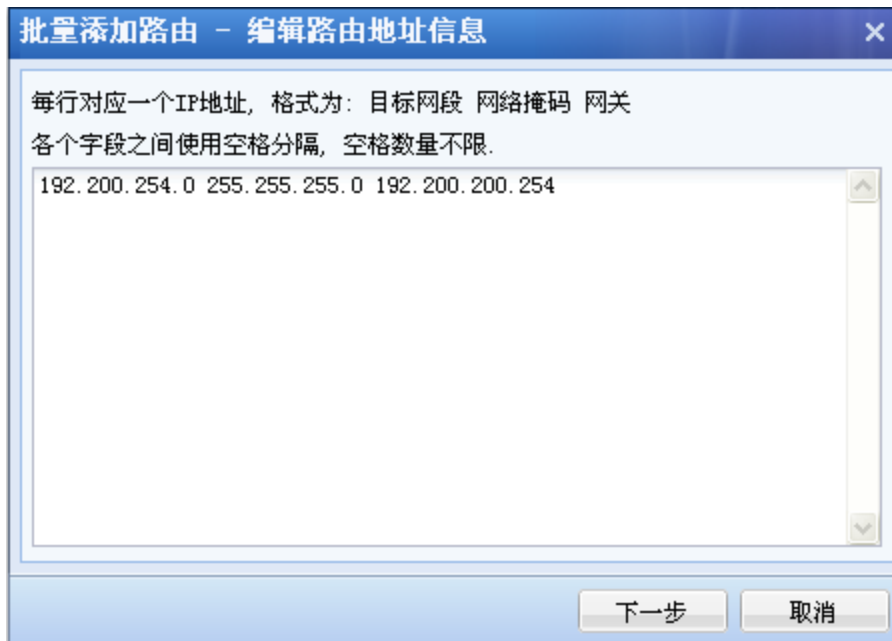 批量添加路由 - 编辑路由地址信息
每行对应一个IP地址, 格式为: 目标网段 网络掩码 网关
各个字段之间使用空格分隔, 空格数量不限.
192.200.254.0 255.255.255.0 192.200.200.254
下一步 取消